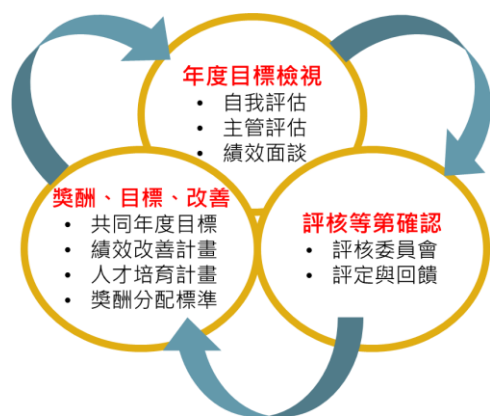 年度目標檢視
• 自我評估
• 主管評估
• 績效面談
獎酬、目標、改善
• 共同年度目標
• 績效改善計畫
• 人才培育計畫
• 獎酬分配標準
評核等第確認
• 評核委員會
• 評定與回饋